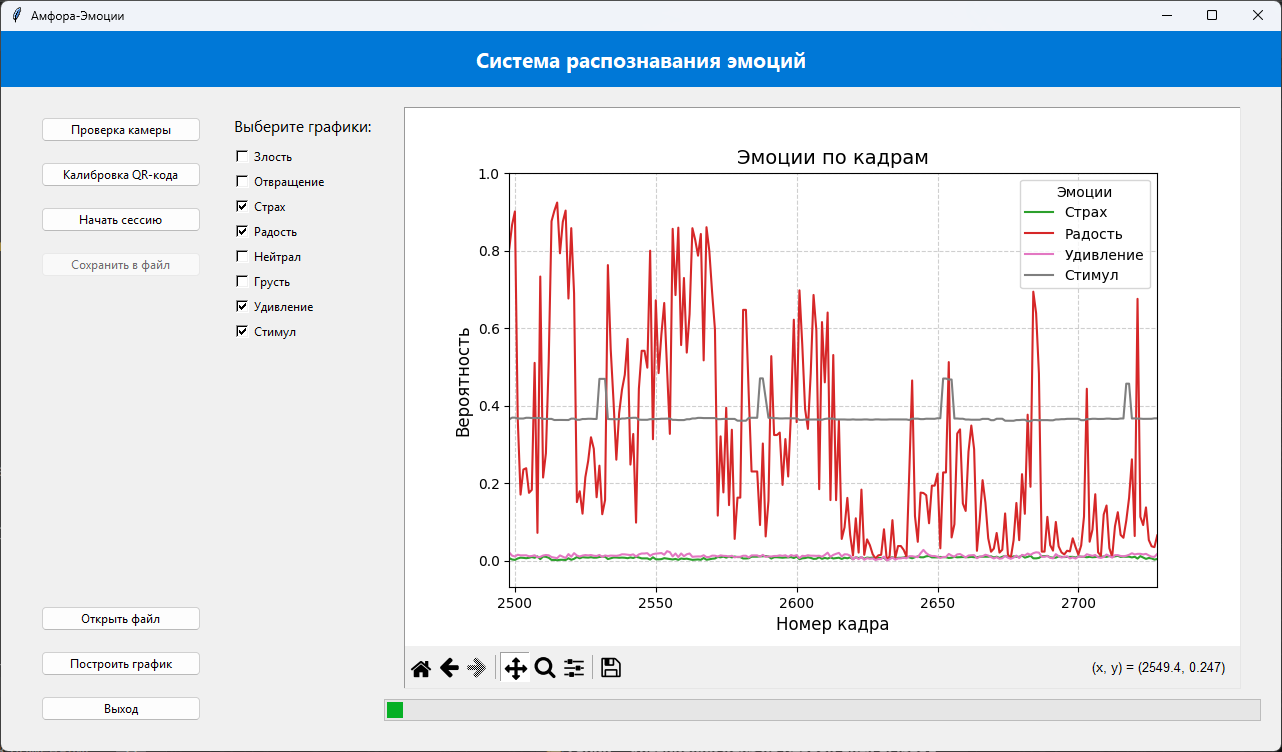 Амфора-Эмоции
Система распознавания эмоций
Проверка камеры
Калибровка QR-кода
Начать сессию
Сохранить в файл
Выберите графики:
Злость
Отвращение
Страх
Радость
Нейтрал
Грусть
Удивление
Стимул
Эмоции по кадрам
Эмоции
Страх
Радость
Удивление
Стимул
1.0
0.8
0.6
0.4
0.2
0.0
Вероятность
2500 2550 2600 2650 2700
Номер кадра
(x, y) = (2549.4, 0.247)
Открыть файл
Построить график
Выход